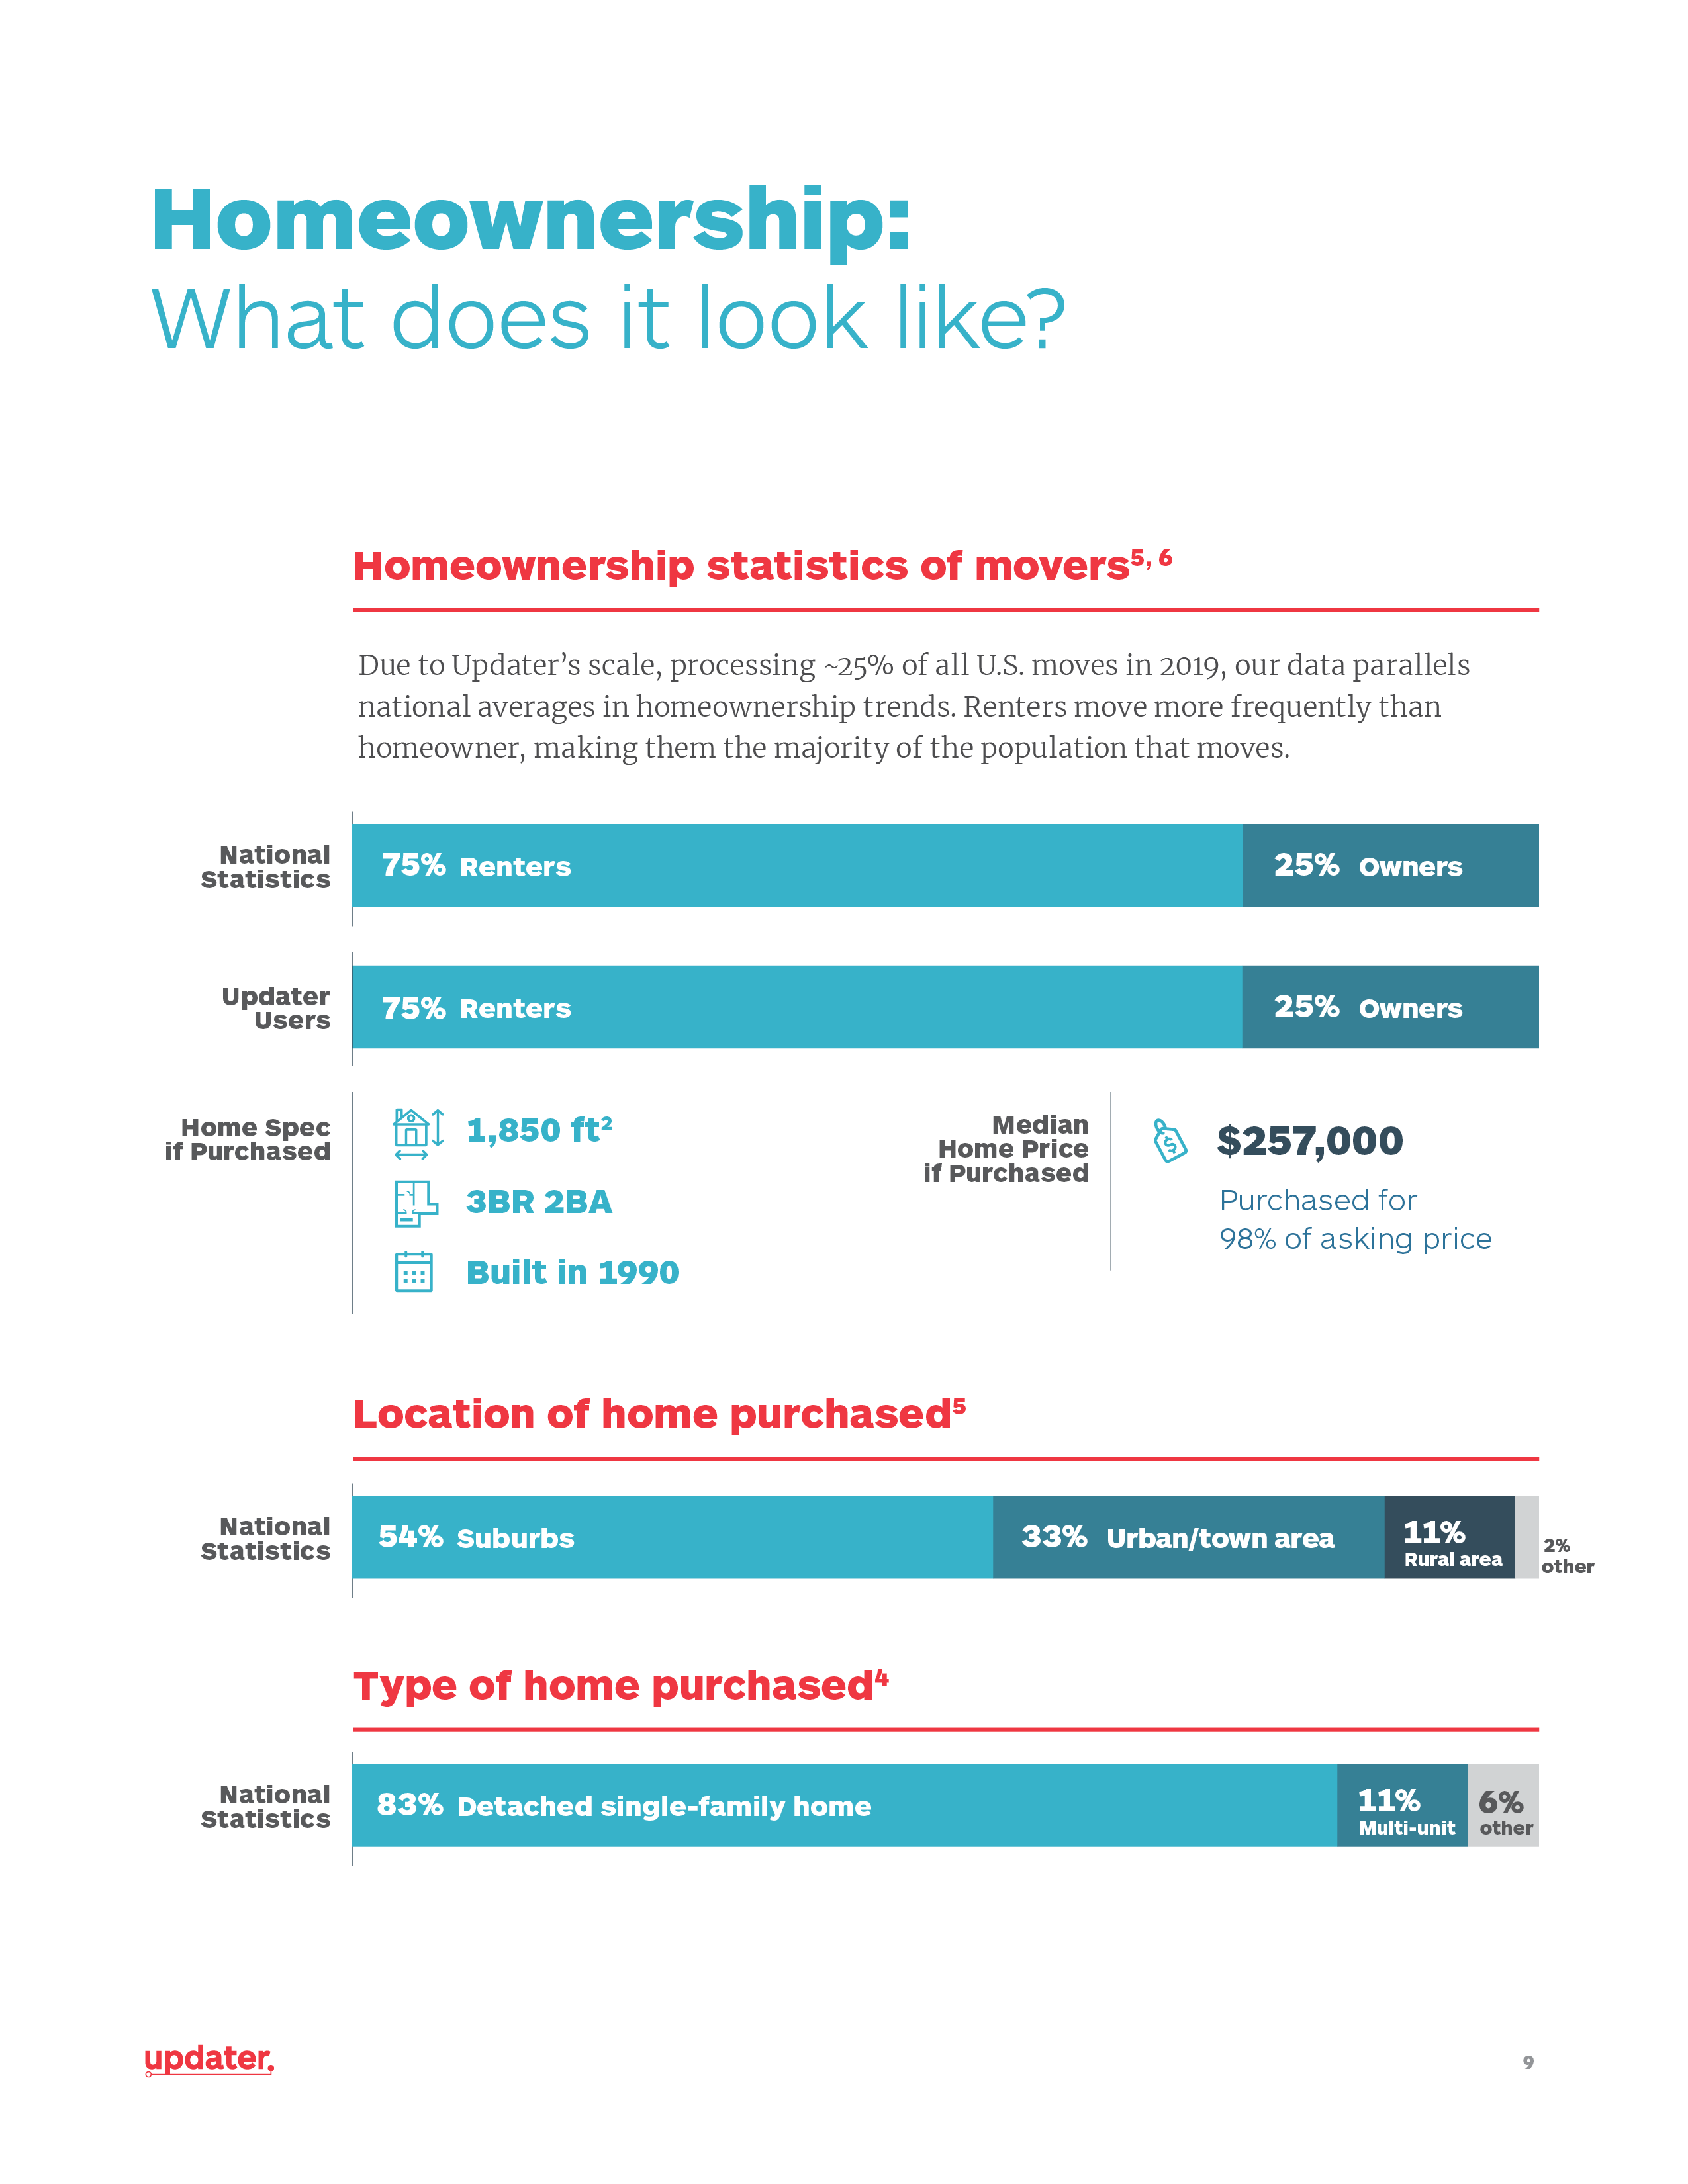 Homeownership:
What does it look like?
Homeownership statistics of movers⁵, ⁶
Due to Updater’s scale, processing ~25% of all U.S. moves in 2019, our data parallels
national averages in homeownership trends. Renters move more frequently than
homeowner, making them the majority of the population that moves.
National
Statistics
75% Renters
25% Owners
Updater
Users
75% Renters
25% Owners
Home Spec
if Purchased
1,850 ft²
3BR 2BA
Built in 1990
Median
Home Price
if Purchased
$257,000
Purchased for
98% of asking price
Location of home purchased⁵
National
Statistics
54% Suburbs
33% Urban/town area
11%
Rural area
2%
other
Type of home purchased⁴
National
Statistics
83% Detached single-family home
11%
Multi-unit
6%
other
updater.
9